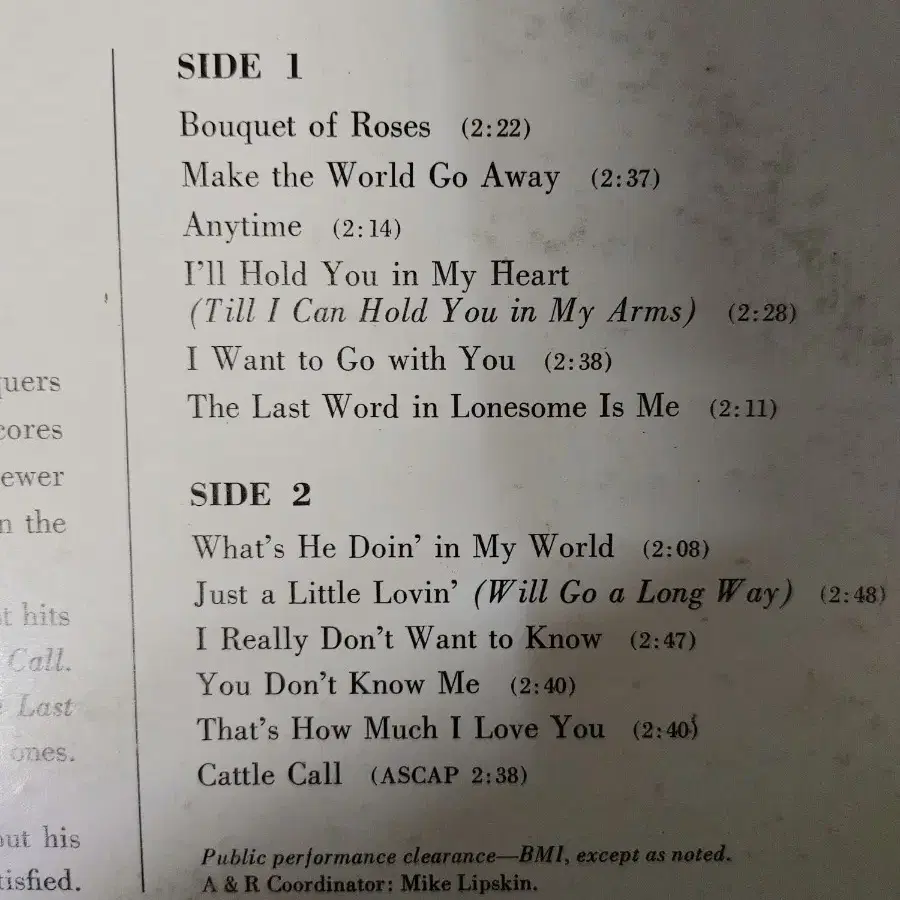 SIDE 1
Bouquet of Roses (2:22)
Make the World Go Away (2:37)
Anytime (2:14)
I'll Hold You in My Heart
(Till I Can Hold You in My Arms) (2:28)
I Want to Go with You (2:38)
The Last Word in Lonesome Is Me (2:11)
SIDE 2
What's He Doin' in My World (2:08)
Just a Little Lovin' (Will Go a Long Way) (2:48)
I Really Don't Want to Know (2:47)
You Don't Know Me (2:40)
That's How Much I Love You (2:40)
Cattle Call (ASCAP 2:38)
Public performance clearance—BMI, except as noted.
A & R Coordinator: Mike Lipskin.
the
hits
Call.
Last
ones.
his